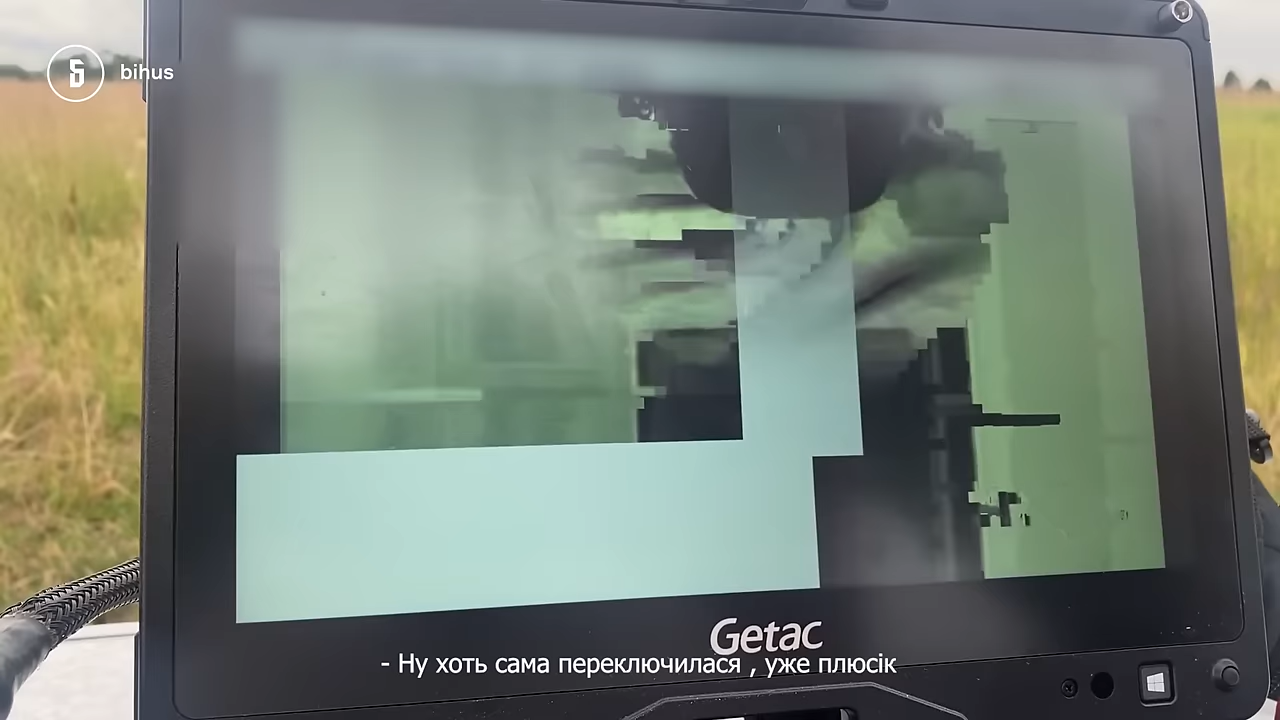 bihus
Getac
- Ну хоть сама переключилася , уже плюсік